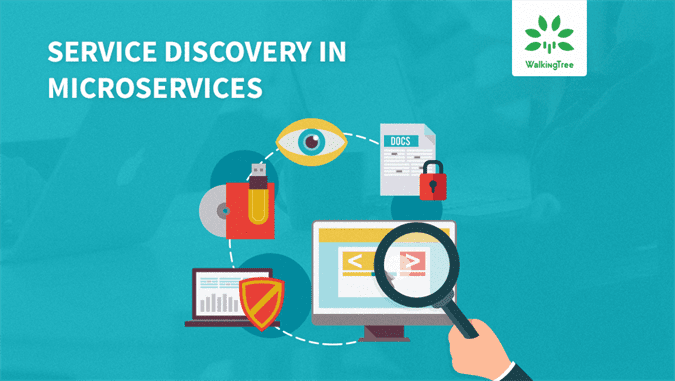 SERVICE DISCOVERY IN
MICROSERVICES
WalkingTree
DOCS
< >